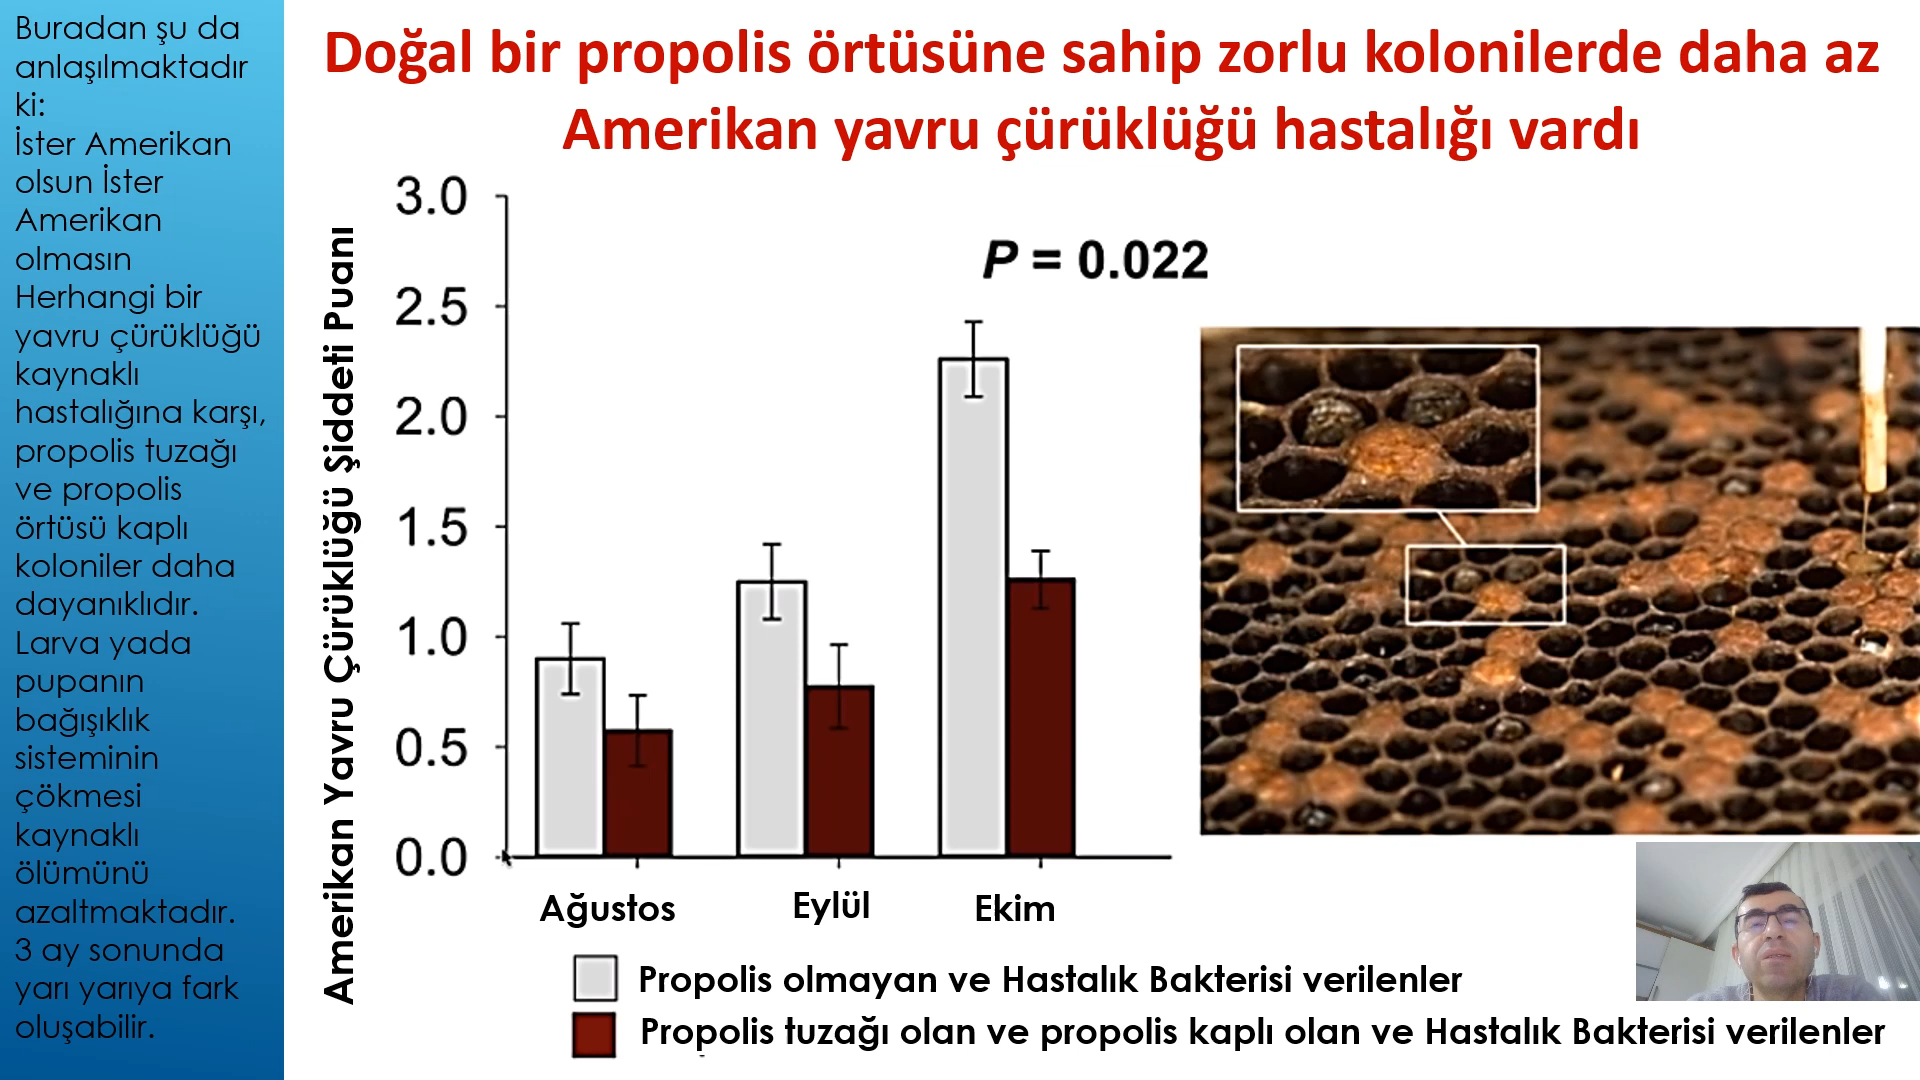 Buradan şu da
anlaşılmaktadır
ki:
İster Amerikan
olsun İster
Amerikan
olmasın
Herhangi bir
yavru çürüklüğü
kaynaklı
hastalığına karşı,
propolis tuzağı
ve propolis
örtüsü kaplı
koloniler daha
dayanıklıdır.
Larva yada
pupanın
bağışıklık
sisteminin
çökmesi
kaynaklı
ölümünü
azaltmaktadır.
3 ay sonunda
yarı yarıya fark
oluşabilir.
Doğal bir propolis örtüsüne sahip zorlu kolonilerde daha az
Amerikan yavru çürüklüğü hastalığı vardı
Amerikan Yavru Çürüklüğü Şiddeti Puanı
3.0
2.5
2.0
1.5
1.0
0.5
0.0
P = 0.022
Ağustos
Eylül
Ekim
Propolis olmayan ve Hastalık Bakterisi verilenler
Propolis tuzağı olan ve propolis kaplı olan ve Hastalık Bakterisi verilenler